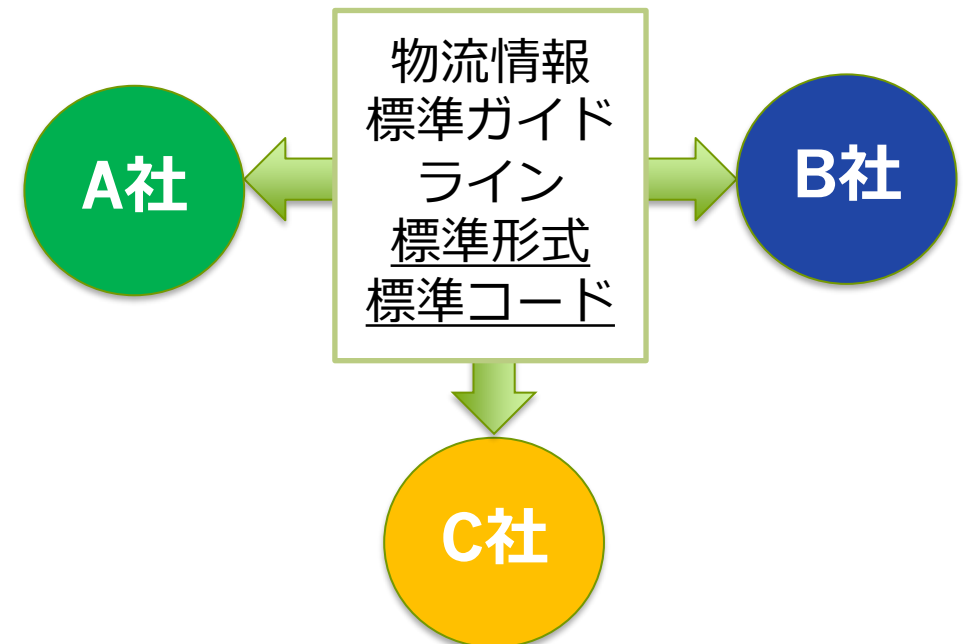 物流情報
標準ガイド
ライン
標準形式
標準コード
A社
B社
C社